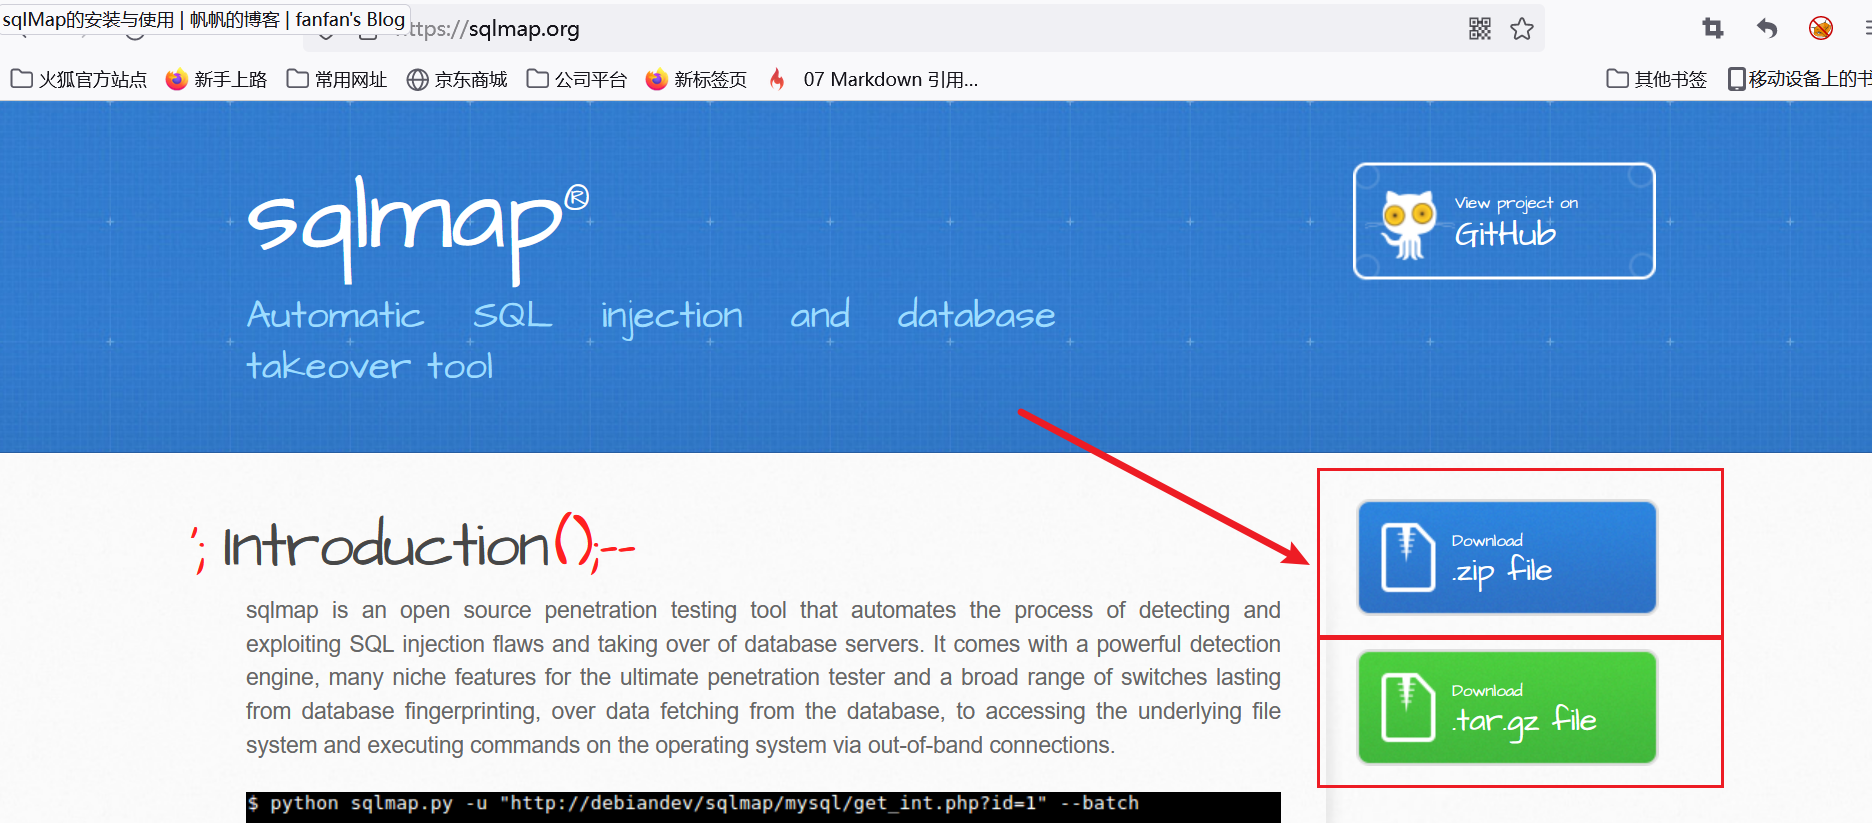 sqlMap的安装与使用 | 帆帆的博客 | fanfan's Blog
ttps://sqlmap.org
火狐官方站点 新手上路 常用网址 京东商城 公司平台 新标签页 07 Markdown 引用... 其他书签 移动设备上的书
sqlmap®
View project on
GitHub
Automatic SQL injection and database
takeover tool
'; Introduction();--
Download
.zip file
sqlmap is an open source penetration testing tool that automates the process of detecting and
exploiting SQL injection flaws and taking over of database servers. It comes with a powerful detection
engine, many niche features for the ultimate penetration tester and a broad range of switches lasting
from database fingerprinting, over data fetching from the database, to accessing the underlying file
system and executing commands on the operating system via out-of-band connections.
Download
.tar.gz file
$ python sqlmap.py -u "http://debiandev/sqlmap/mysql/get_int.php?id=1" --batch